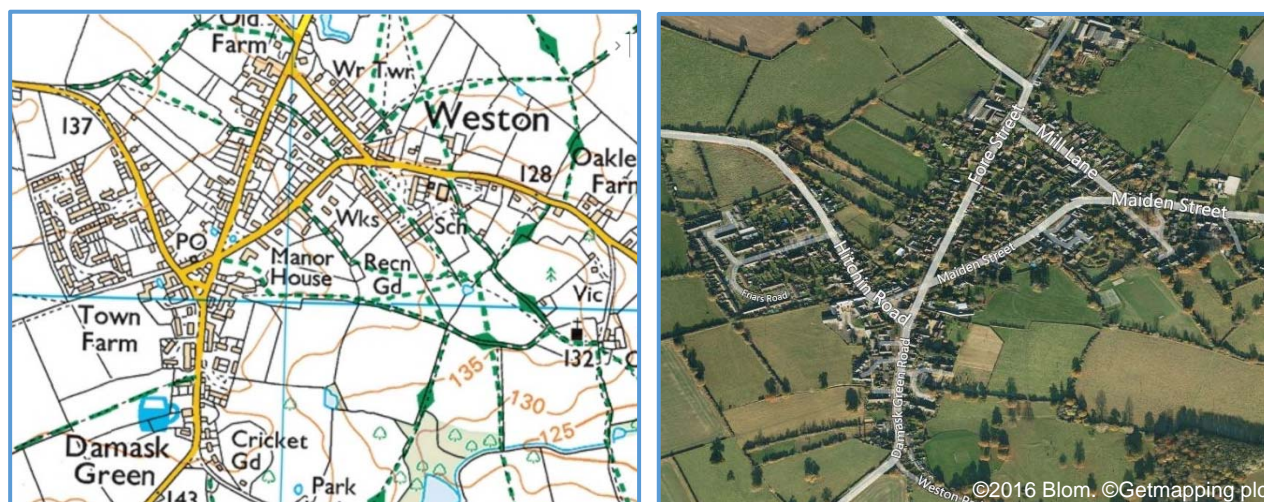 Old
Farm
Wr Twr
Weston
137
128
Oakle
Farm
Wks
Sch
PO
Manor
House
Recn
Gd
Vic
Town
Farm
132
135
130
125
Damask
Green
Cricket
Gd
Park
143
Fore Street
Mill Lane
Maiden Street
Hitchin Road
Maiden Street
Friars Road
Damask Green Road
Weston
©2016 Blom. ©Getmapping plc